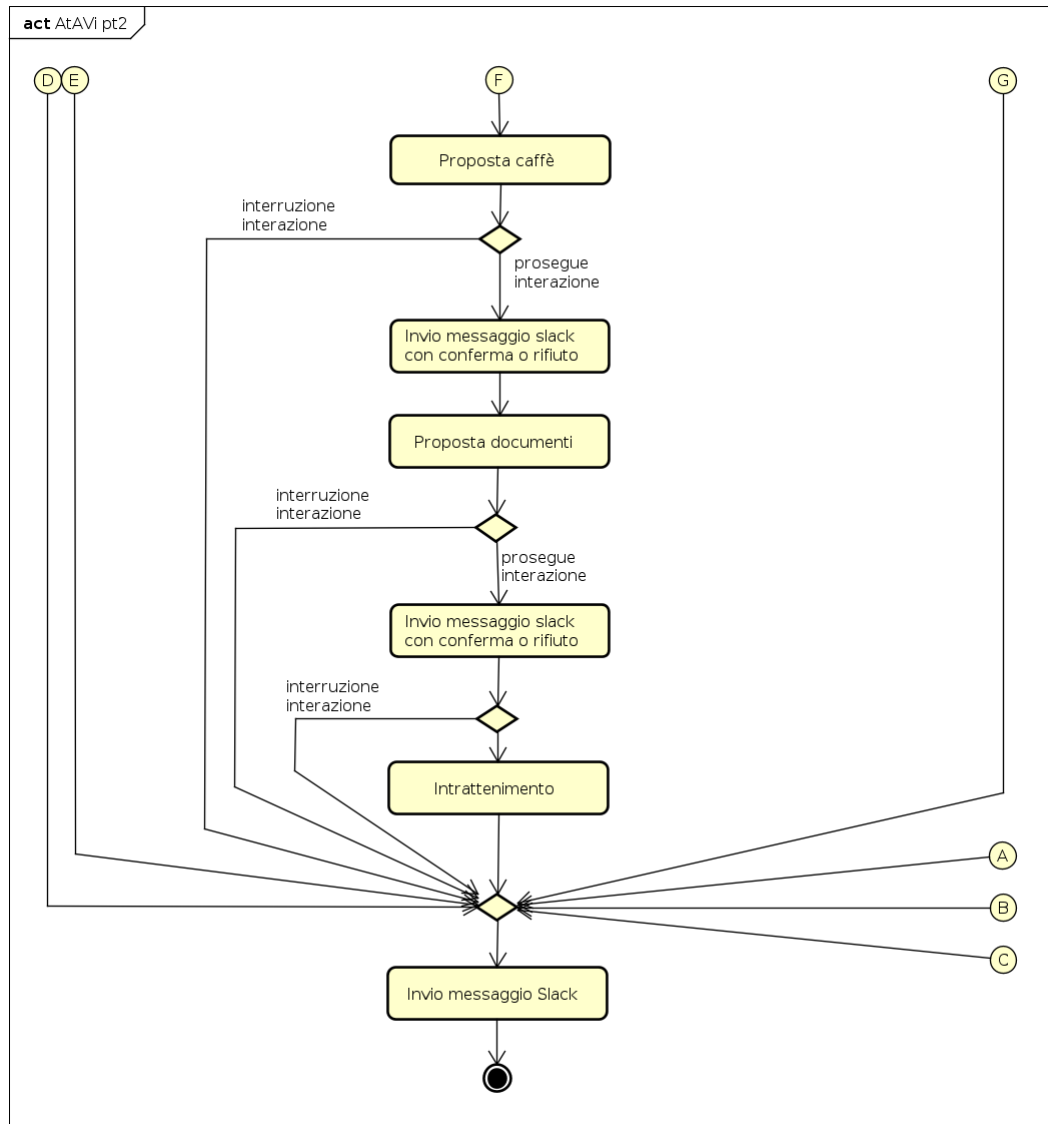 act AtAVi pt2
D
E
F
G
Proposta caffè
interruzione
interazione
prosegue
interazione
Invio messaggio slack
con conferma o rifiuto
Proposta documenti
interruzione
interazione
prosegue
interazione
Invio messaggio slack
con conferma o rifiuto
interruzione
interazione
Intrattenimento
A
B
C
Invio messaggio Slack